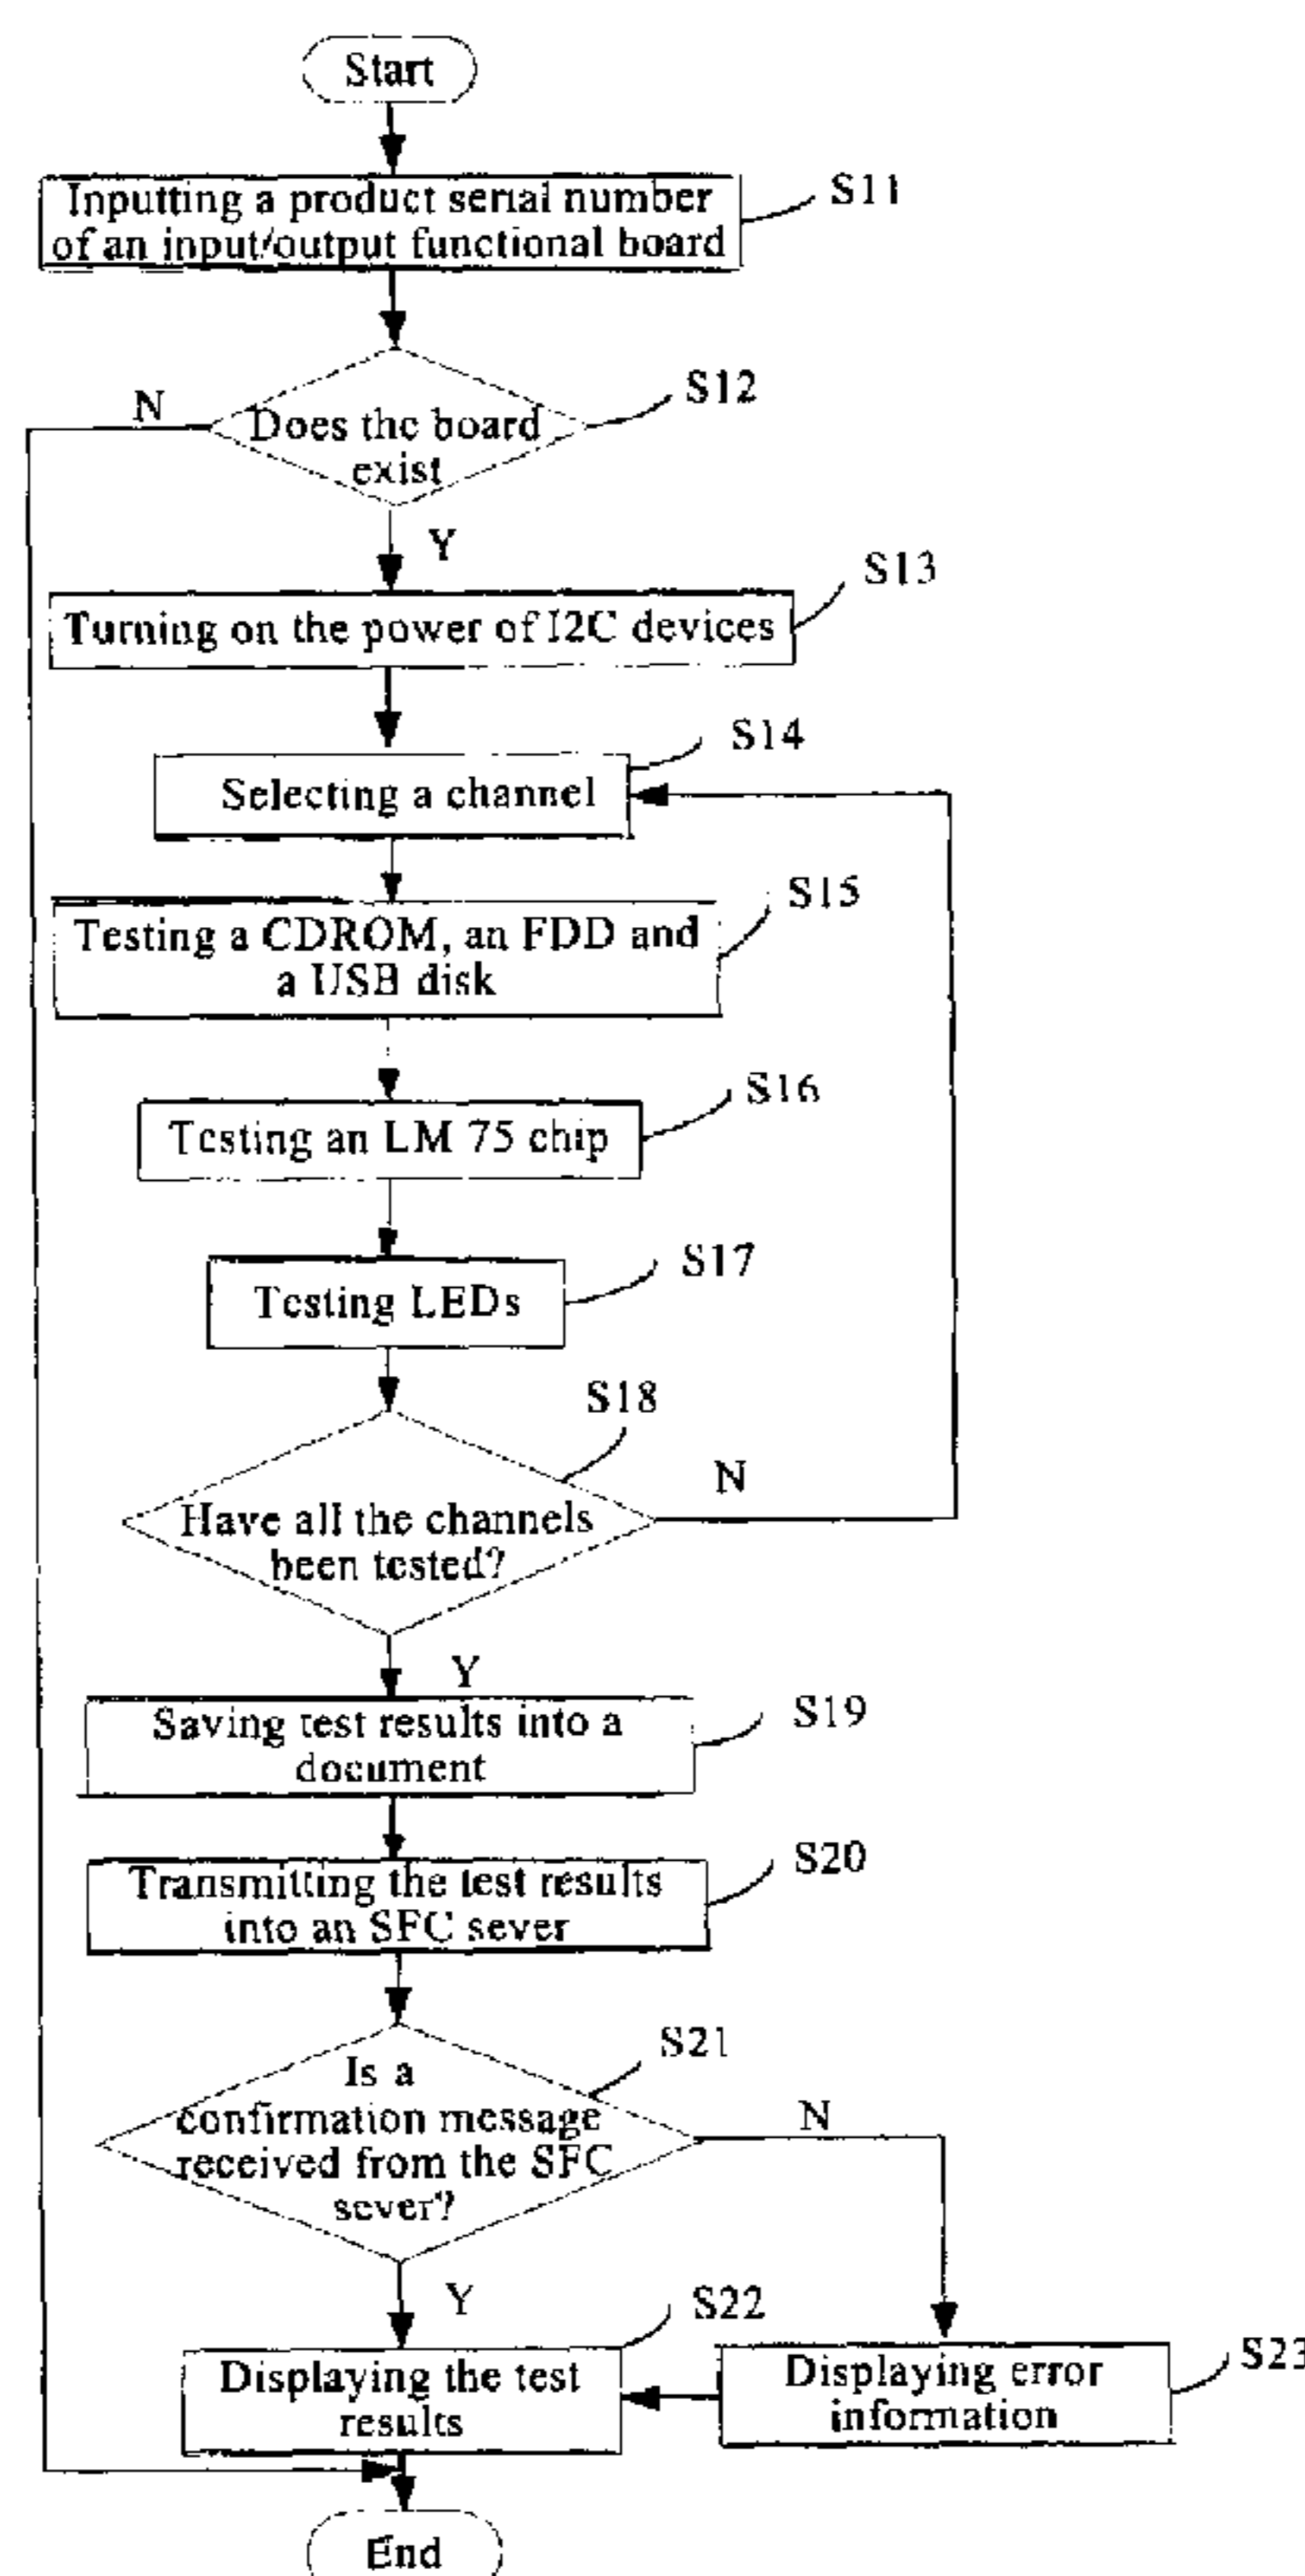 Start
Inputting a product serial number
of an input/output functional board
S11
N
Does the board
exist
S12
Y
Turning on the power of I2C devices
S13
Selecting a channel
S14
Testing a CDROM, an FDD and
a USB disk
S15
Testing an LM 75 chip
S16
Testing LEDs
S17
Have all the channels
been tested?
S18
N
Y
Saving test results into a
document
S19
Transmitting the test results
into an SFC sever
S20
Is a
confirmation message
received from the SFC
sever?
S21
N
Y
Displaying the test
results
S22
Displaying error
information
S23
End